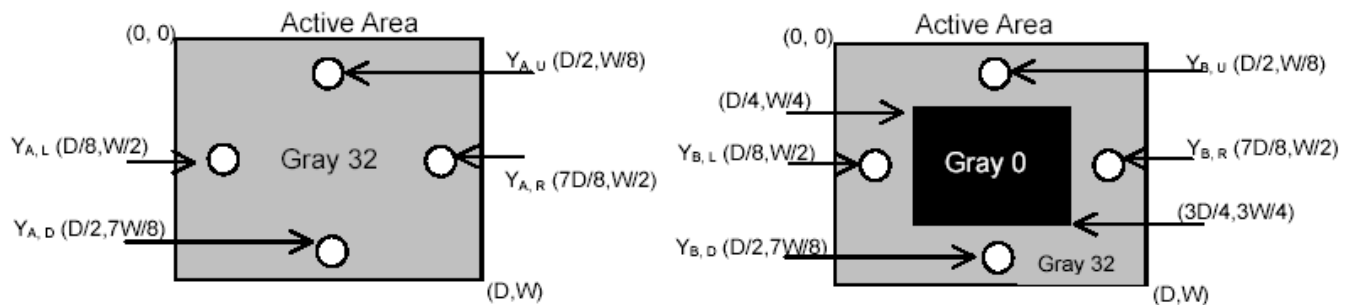 Active Area
(0, 0)
YA, U (D/2,W/8)
YA, L (D/8,W/2)
Gray 32
YA, R (7D/8,W/2)
YA, D (D/2,7W/8)
(D,W)
Active Area
(0, 0)
YB, U (D/2,W/8)
(D/4,W/4)
YB, L (D/8,W/2)
Gray 0
YB, R (7D/8,W/2)
(3D/4,3W/4)
YB, D (D/2,7W/8)
Gray 32
(D,W)